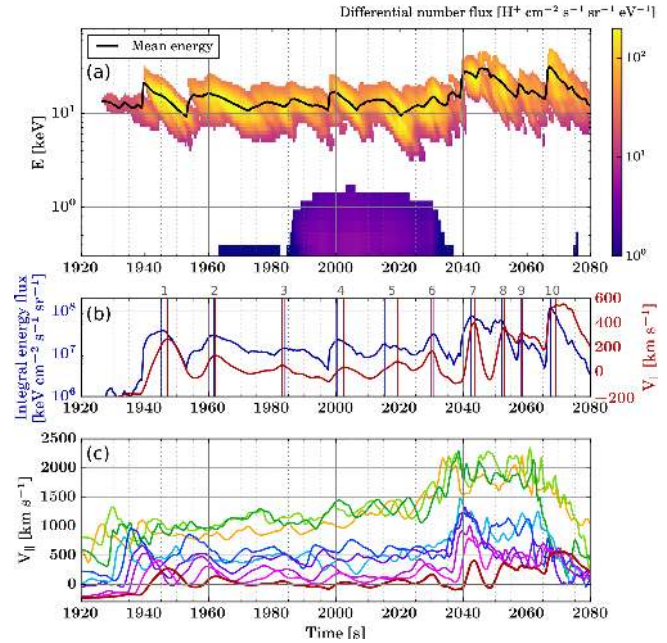 Differential number flux [H⁺ cm⁻² s⁻¹ sr⁻¹ eV⁻¹]
Mean energy
(a)
10²
10¹
10⁰
E [keV]
10¹
10⁰
1920 1940 1960 1980 2000 2020 2040 2060 2080
1 2 3 4 5 6 7 8 9 10
(b)
Integral energy flux
[keV cm⁻² s⁻¹ sr⁻¹]
10⁸
10⁷
10⁶
600
400
200
0
−200
V∥ [km s⁻¹]
1920 1940 1960 1980 2000 2020 2040 2060 2080
(c)
V∥ [km s⁻¹]
2500
2000
1500
1000
500
0
1920 1940 1960 1980 2000 2020 2040 2060 2080
Time [s]